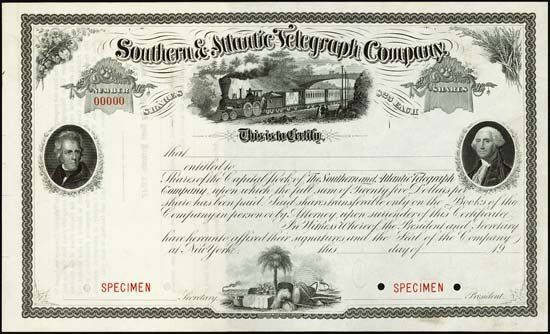 Southern & Atlantic Telegraph Company
NUMBER
00000
SHARES
SHARES $25 EACH
This is to Certify,
that
entitled to
Shares of the Capital Stock of The Southern and Atlantic Telegraph
Company, upon which the full sum of Twenty five Dollars per
share has been paid. Said shares transferable only on the Books of the
Company in person or by Attorney upon surrender of this Certificate.
In Witness Whereof the President and Secretary
have hereunto affixed their signatures and the Seal of the Company,
at New York, this day of 19
SPECIMEN
SPECIMEN
Secretary.
President.